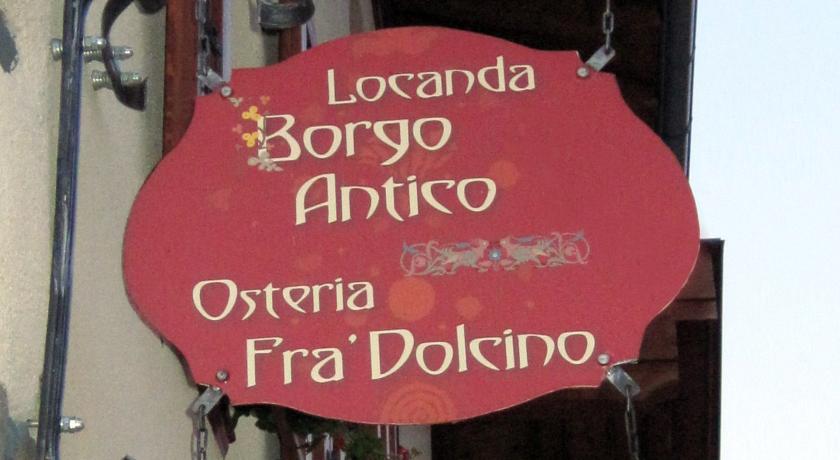 Locanda
Borgo
Antico
Osteria
Fra' Dolcino